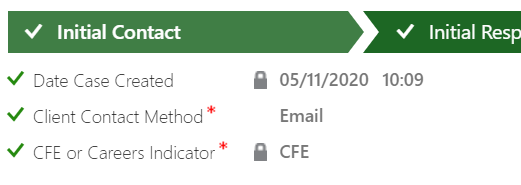 Initial Contact Initial Resp
Date Case Created 05/11/2020 10:09
Client Contact Method* Email
CFE or Careers Indicator* CFE